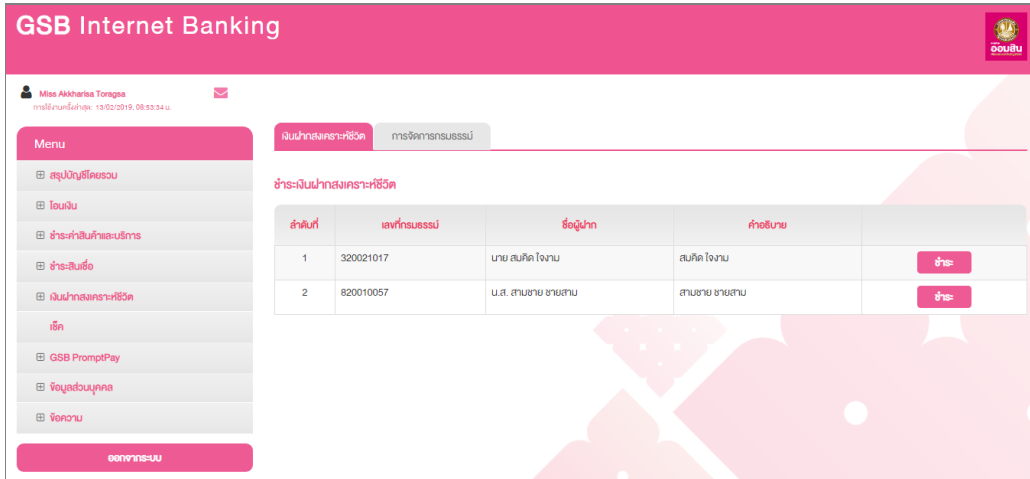 GSB Internet Banking
ออมสิน
Miss Akkharisa Toragsa
การใช้งานครั้งล่าสุด: 13/02/2019, 08:53:34 น.
Menu
สรุปบัญชีโดยรวม
โอนเงิน
ชำระค่าสินค้าและบริการ
ชำระสินเชื่อ
เงินฝากสงเคราะห์ชีวิต
เช็ค
GSB PromptPay
ข้อมูลส่วนบุคคล
ข้อความ
ออกจากระบบ
เงินฝากสงเคราะห์ชีวิต การจัดการกรมธรรม์
ชำระเงินฝากสงเคราะห์ชีวิต
ลำดับที่ เลขที่กรมธรรม์ ชื่อผู้ฝาก คำอธิบาย
1 320021017 นาย สมคิด ใจงาม สมคิด ใจงาม ชำระ
2 820010057 น.ส. สามชาย ชายสาม สามชาย ชายสาม ชำระ